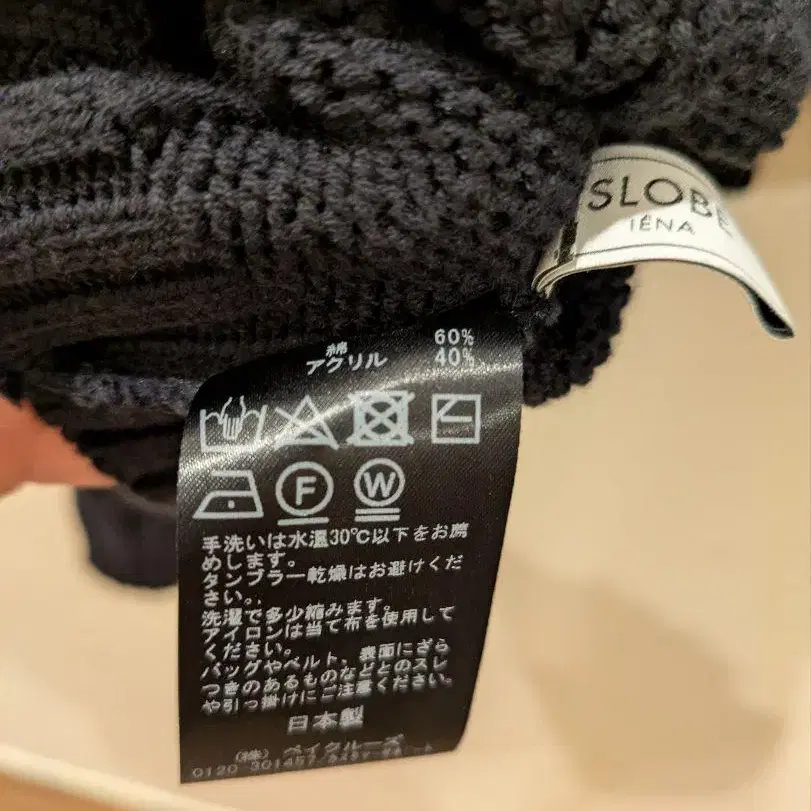 SLOBE
IÉNA
綿 60%
アクリル 40%
F W
手洗いは水温30℃以下をお薦
めします。
タンブラー乾燥はお避けくだ
さい。
洗濯で多少縮みます。
アイロンは当て布を使用して
ください。
バッグやベルト、表面にざら
つきのあるものなどとのスレ
や引っ掛けにご注意ください。
日本製
(株) ベイクルーズ
0120 301457